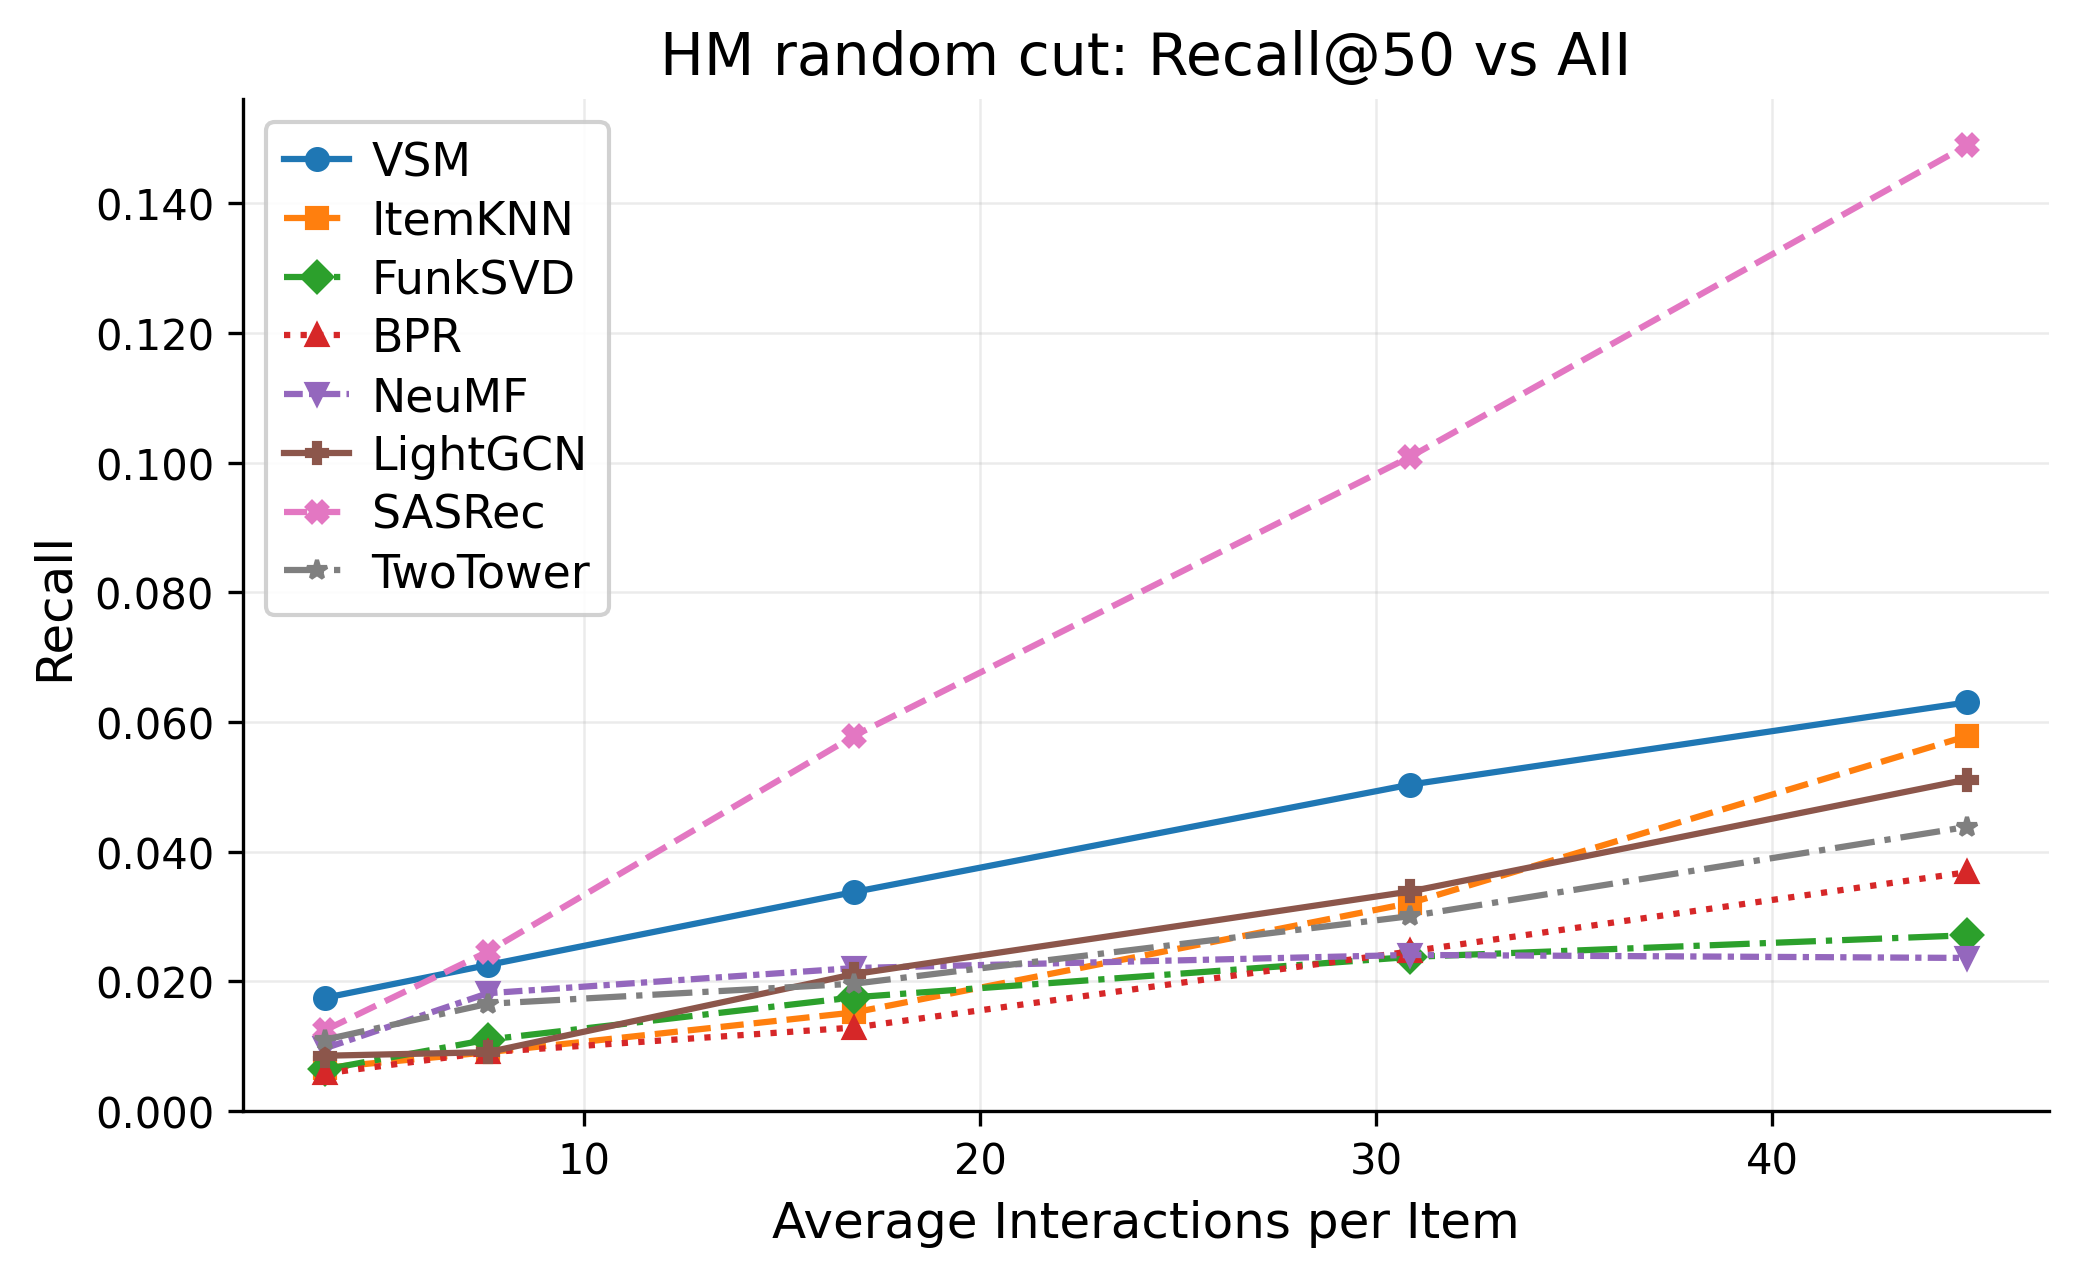 HM random cut: Recall@50 vs AII
VSM
ItemKNN
FunkSVD
BPR
NeuMF
LightGCN
SASRec
TwoTower
Recall
0.140
0.120
0.100
0.080
0.060
0.040
0.020
0.000
10 20 30 40
Average Interactions per Item